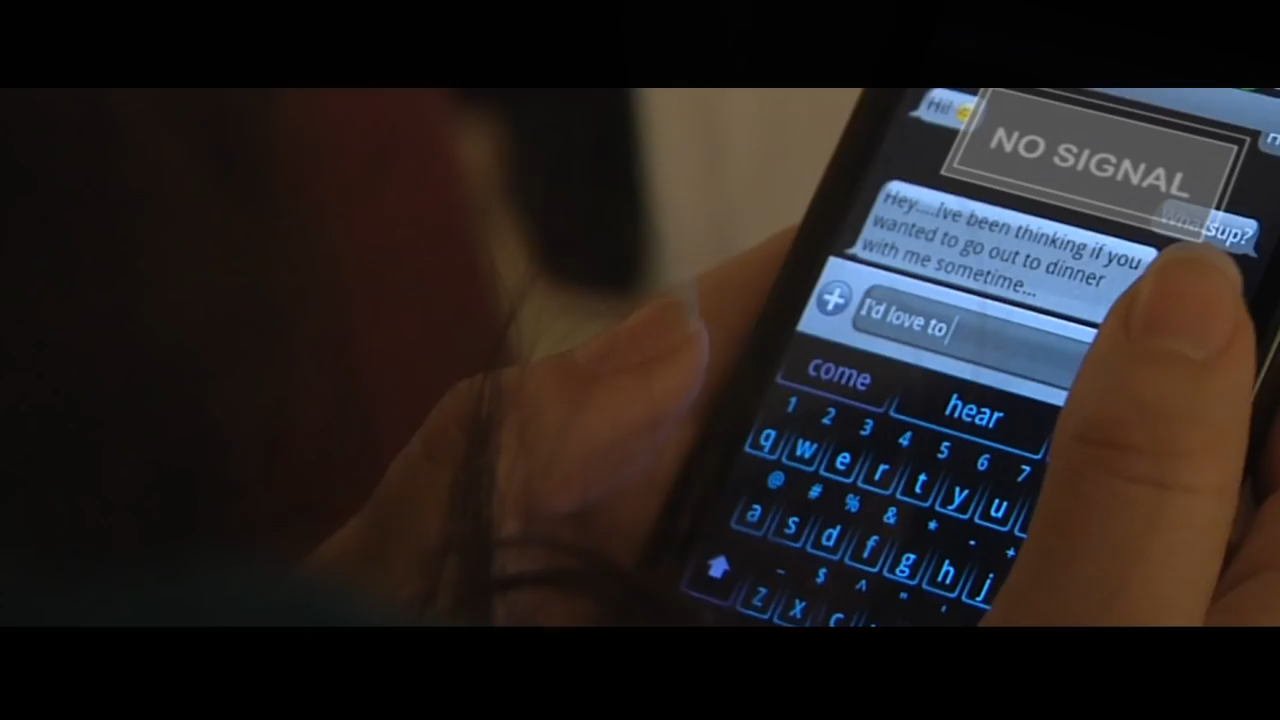 Hi!
NO SIGNAL
Whatsup?
Hey....Ive been thinking if you
wanted to go out to dinner
with me sometime...
I'd love to
come hear
1 2 3 4 5 6 7
q w e r t y u
@ # % & * - +
a s d f g h j
_ $ ^ " '
z x c